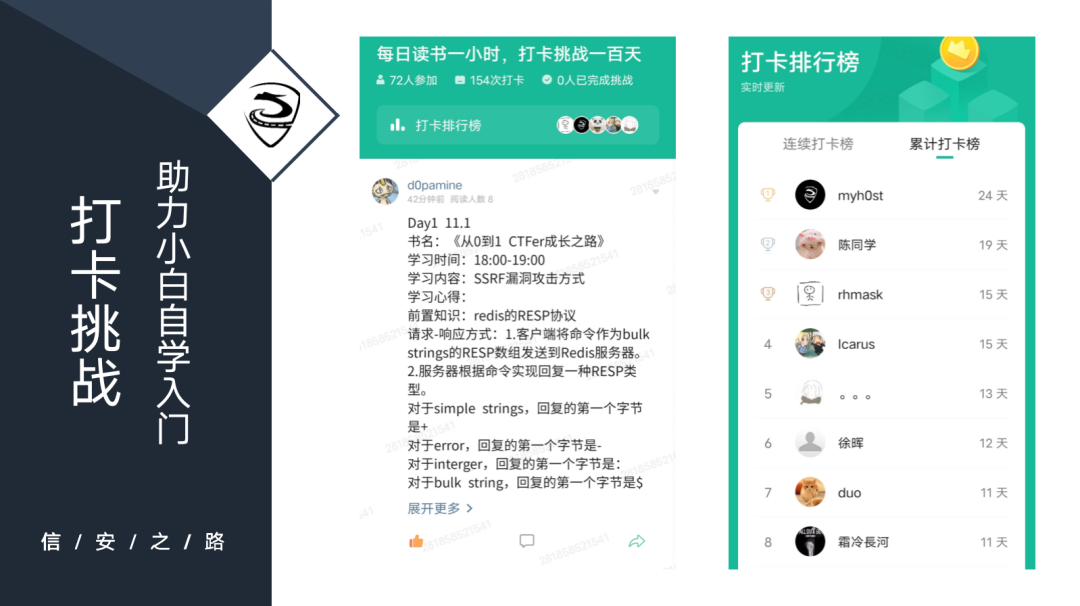 助力小白自学入门
打卡挑战
信 / 安 / 之 / 路
每日读书一小时，打卡挑战一百天
72人参加 154次打卡 0人已完成挑战
打卡排行榜
d0pamine
42分钟前 阅读人数 8
Day1 11.1
书名：《从0到1 CTFer成长之路》
学习时间：18:00-19:00
学习内容：SSRF漏洞攻击方式
学习心得：
前置知识：redis的RESP协议
请求-响应方式：1.客户端将命令作为bulk
strings的RESP数组发送到Redis服务器。
2.服务器根据命令实现回复一种RESP类
型。
对于simple strings，回复的第一个字节
是+
对于error，回复的第一个字节是-
对于interger，回复的第一个字节是：
对于bulk string，回复的第一个字节是$
展开更多 >
281858521541
打卡排行榜
实时更新
连续打卡榜 累计打卡榜
1 myh0st 24 天
2 陈同学 19 天
3 rhmask 15 天
4 Icarus 15 天
5 。。。 13 天
6 徐晖 12 天
7 duo 11 天
8 霜冷長河 11 天